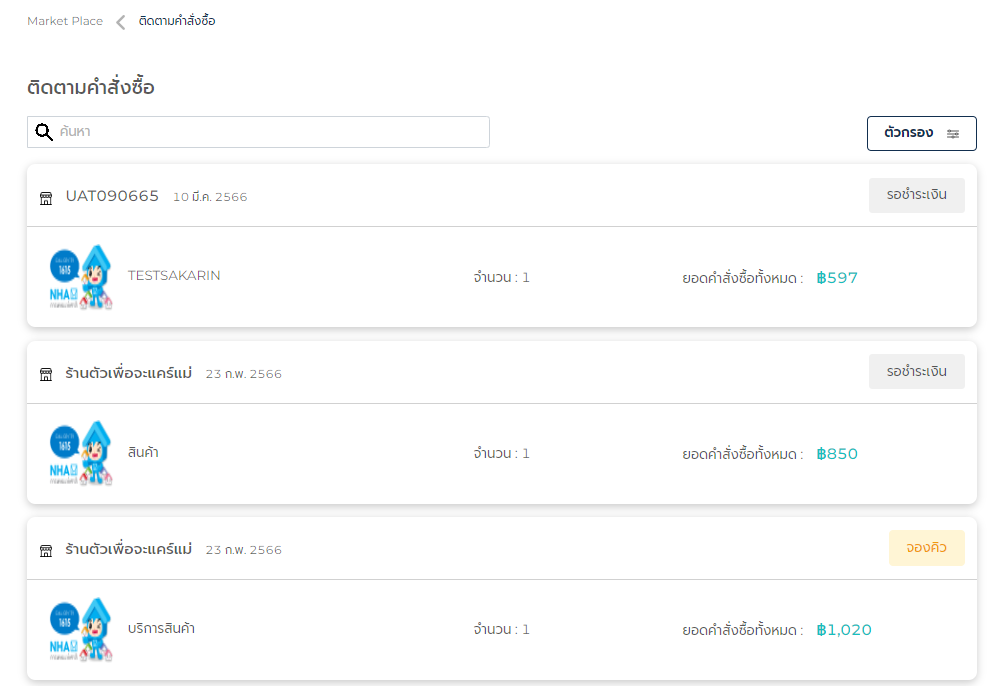 Market Place ติดตามคำสั่งซื้อ
ติดตามคำสั่งซื้อ
ค้นหา
ตัวกรอง
UAT090665 10 มี.ค. 2566
รอชำระเงิน
1615
NHA
TESTSAKARIN
จำนวน : 1
ยอดคำสั่งซื้อทั้งหมด : ฿597
ร้านตัวเพื่อจะแคร์แม่ 23 ก.พ. 2566
รอชำระเงิน
1615
NHA
สินค้า
จำนวน : 1
ยอดคำสั่งซื้อทั้งหมด : ฿850
ร้านตัวเพื่อจะแคร์แม่ 23 ก.พ. 2566
จองคิว
1615
NHA
บริการสินค้า
จำนวน : 1
ยอดคำสั่งซื้อทั้งหมด : ฿1,020